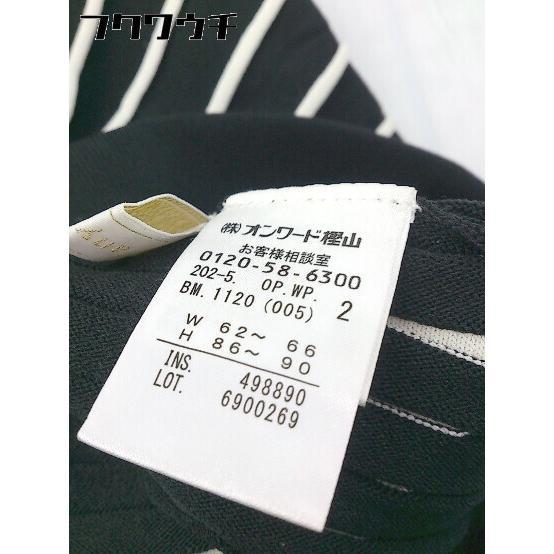 フクウクチ
(株)オンワード樫山
お客様相談室
0120-58-6300
202-5. OP.WP.
BM.1120 (005) 2
W 62~ 66
H 86~ 90
INS. 498890
LOT. 6900269